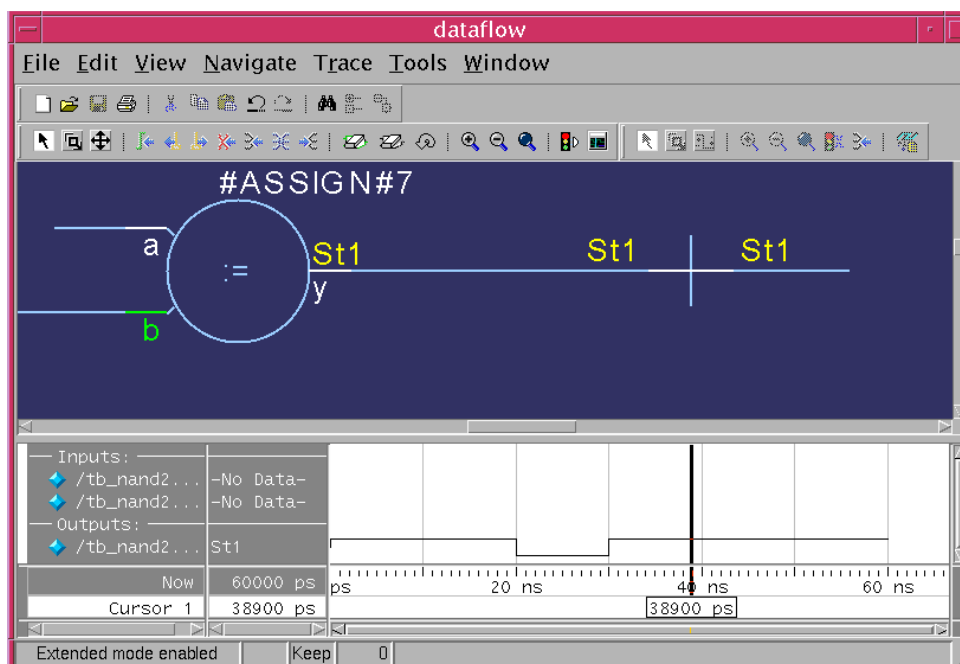 dataflow
File Edit View Navigate Trace Tools Window
#ASSIGN#7
a
:=
St1
St1
St1
y
b
Inputs:
/tb_nand2... -No Data-
/tb_nand2... -No Data-
Outputs:
/tb_nand2... St1
Now 60000 ps
ps 20 ns 40 ns 60 ns
Cursor 1 38900 ps
38900 ps
Extended mode enabled Keep 0